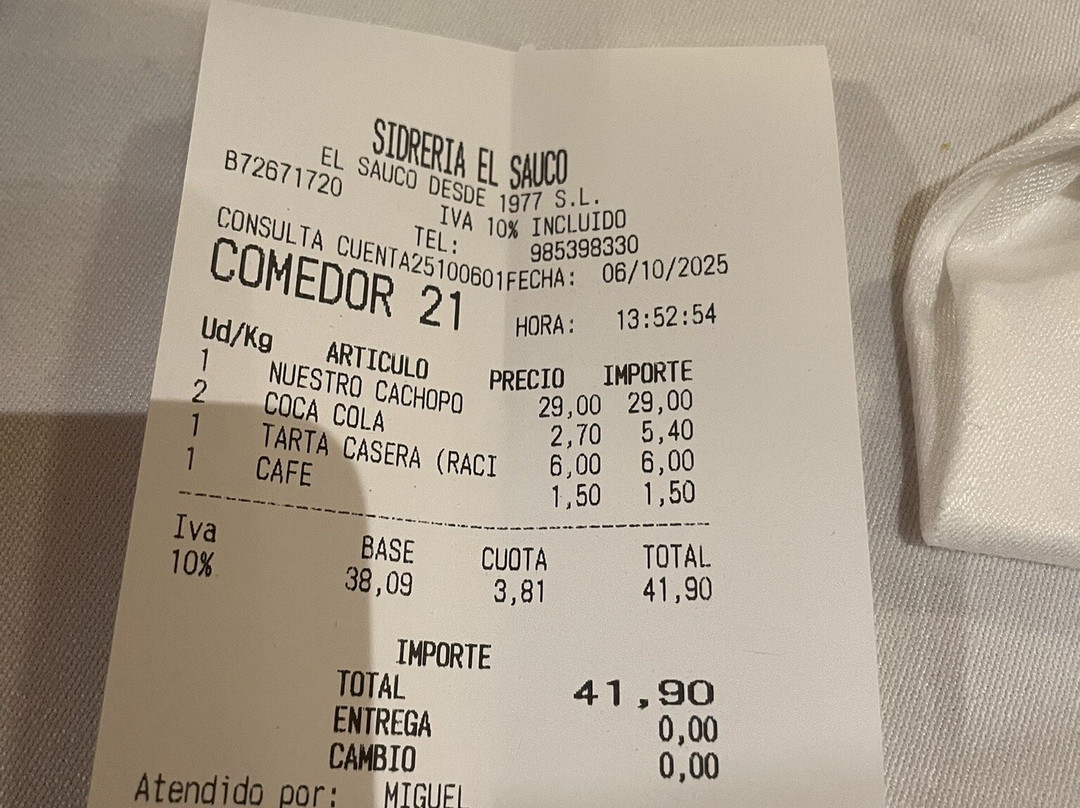 SIDRERIA EL SAUCO
EL SAUCO DESDE 1977 S.L.
B72671720
IVA 10% INCLUIDO
TEL: 985398330
CONSULTA CUENTA25100601FECHA: 06/10/2025
COMEDOR 21
HORA: 13:52:54
Ud/Kg ARTICULO PRECIO IMPORTE
1 NUESTRO CACHOPO 29,00 29,00
2 COCA COLA 2,70 5,40
1 TARTA CASERA (RACI 6,00 6,00
1 CAFE 1,50 1,50
Iva BASE CUOTA TOTAL
10% 38,09 3,81 41,90
IMPORTE
TOTAL 41,90
ENTREGA 0,00
CAMBIO 0,00
Atendido por: MIGUEL